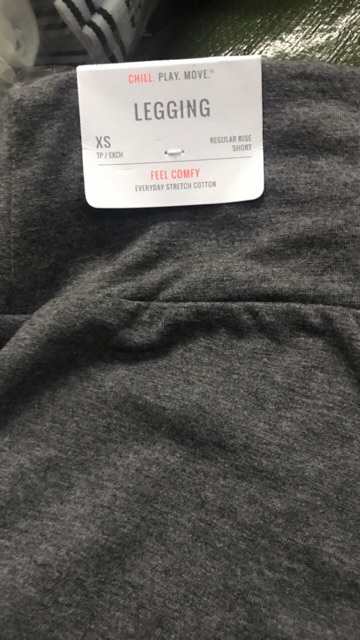 CHILL. PLAY. MOVE.™
LEGGING
XS
TP / EXCH
REGULAR RISE
SHORT
FEEL COMFY
EVERYDAY STRETCH COTTON